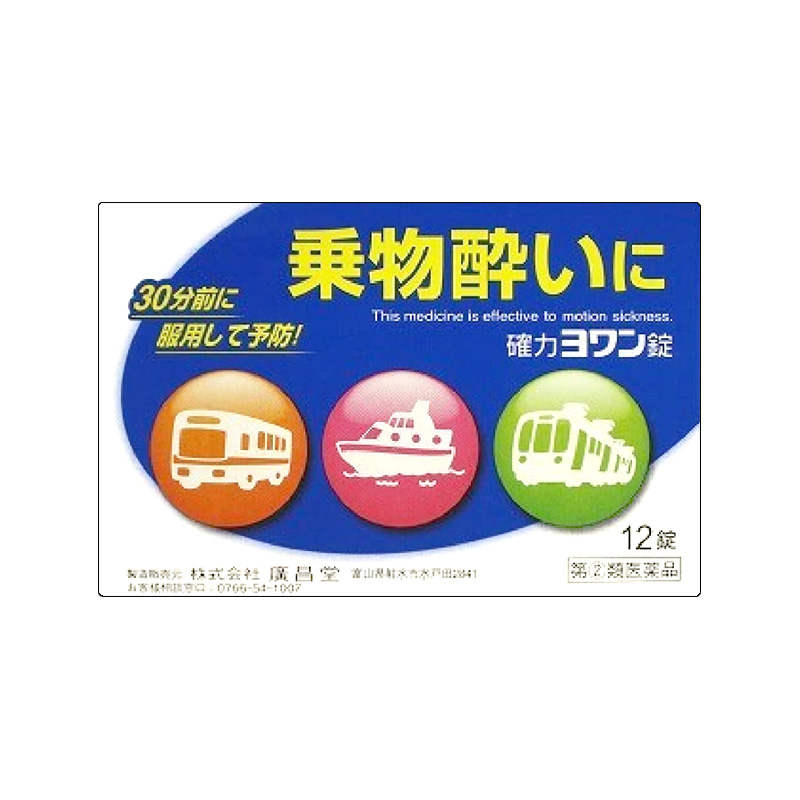 乗物酔いに
30分前に
服用して予防!
This medicine is effective to motion sickness.
確力ヨワン錠
12錠
製造販売元 株式会社 廣昌堂 富山県射水市水戸田2641
お客様相談窓口:0766-54-1007
第②類医薬品